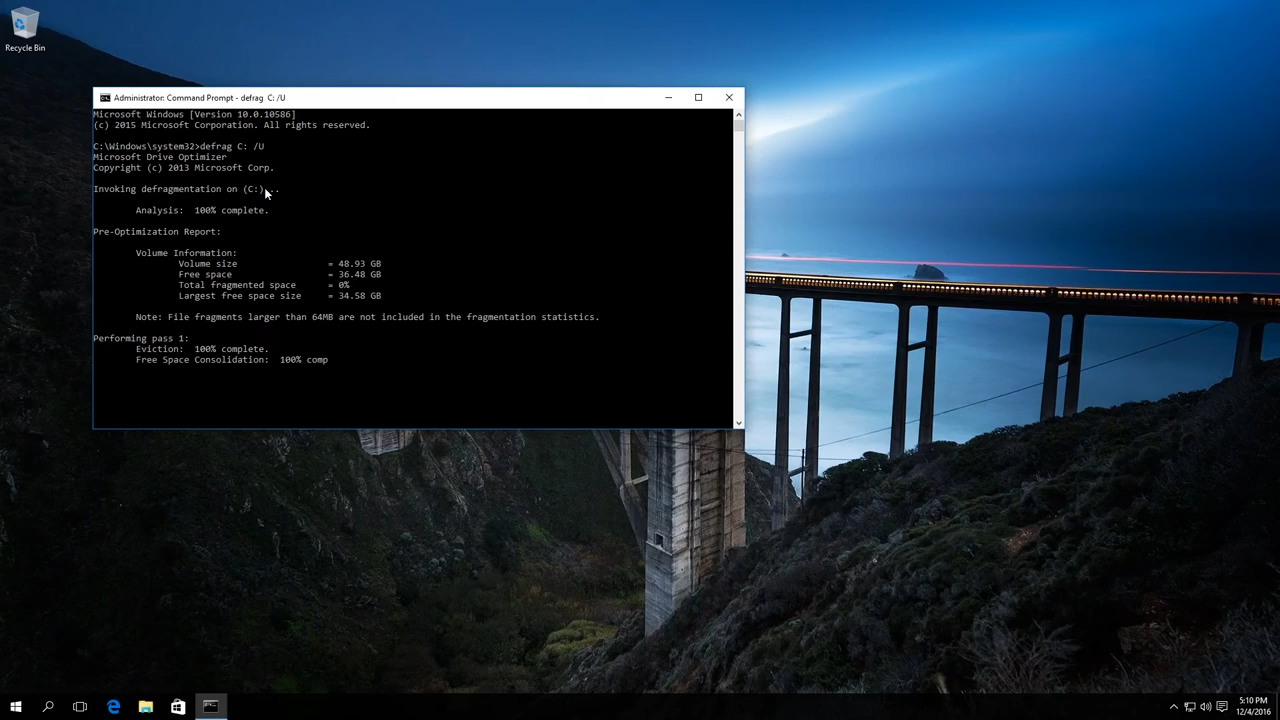 Recycle Bin
Administrator: Command Prompt - defrag  C: /U
Microsoft Windows [Version 10.0.10586]
(c) 2015 Microsoft Corporation. All rights reserved.
C:\Windows\system32>defrag C: /U
Microsoft Drive Optimizer
Copyright (c) 2013 Microsoft Corp.
Invoking defragmentation on (C:)...
Analysis:  100% complete.
Pre-Optimization Report:
Volume Information:
Volume size                 = 48.93 GB
Free space                  = 36.48 GB
Total fragmented space      = 0%
Largest free space size     = 34.58 GB
Note: File fragments larger than 64MB are not included in the fragmentation statistics.
Performing pass 1:
Eviction:  100% complete.
Free Space Consolidation:  100% comp
5:10 PM
12/4/2016